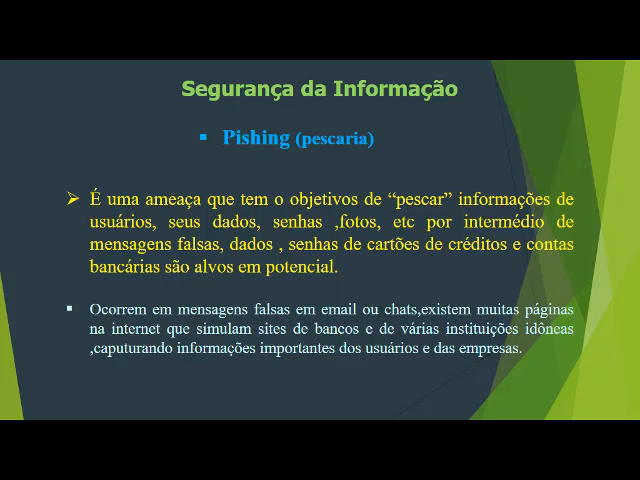 Segurança da Informação
▪ Pishing (pescaria)
➢ É uma ameaça que tem o objetivos de “pescar” informações de
usuários, seus dados, senhas ,fotos, etc por intermédio de
mensagens falsas, dados , senhas de cartões de créditos e contas
bancárias são alvos em potencial.
▪ Ocorrem em mensagens falsas em email ou chats,existem muitas páginas
na internet que simulam sites de bancos e de várias instituições idôneas
,caputurando informações importantes dos usuários e das empresas.